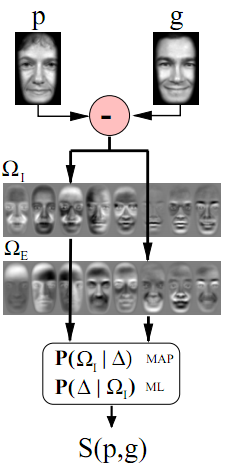 p g
-
Ω_I
Ω_E
P(Ω_I | Δ) MAP
P(Δ | Ω_I) ML
S(p,g)